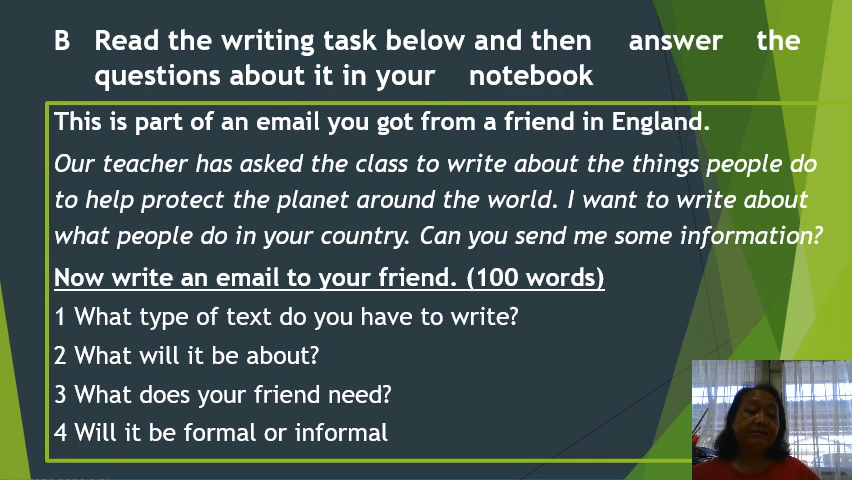 B Read the writing task below and then answer the
questions about it in your notebook
This is part of an email you got from a friend in England.
Our teacher has asked the class to write about the things people do
to help protect the planet around the world. I want to write about
what people do in your country. Can you send me some information?
Now write an email to your friend. (100 words)
1 What type of text do you have to write?
2 What will it be about?
3 What does your friend need?
4 Will it be formal or informal